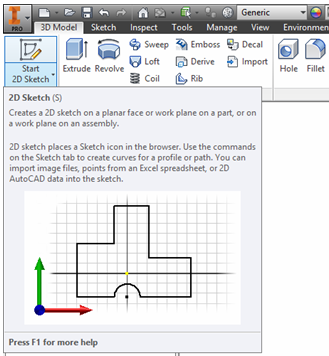 PRO
Generic
3D Model Sketch Inspect Tools Manage View Environmen
Start
2D Sketch
Extrude Revolve
Sweep Emboss Decal
Loft Derive Import
Coil Rib
Hole Fillet
2D Sketch (S)
Creates a 2D sketch on a planar face or work plane on a part, or on
a work plane on an assembly.
2D sketch places a Sketch icon in the browser. Use the commands
on the Sketch tab to create curves for a profile or path. You can
import image files, points from an Excel spreadsheet, or 2D
AutoCAD data into the sketch.
Press F1 for more help